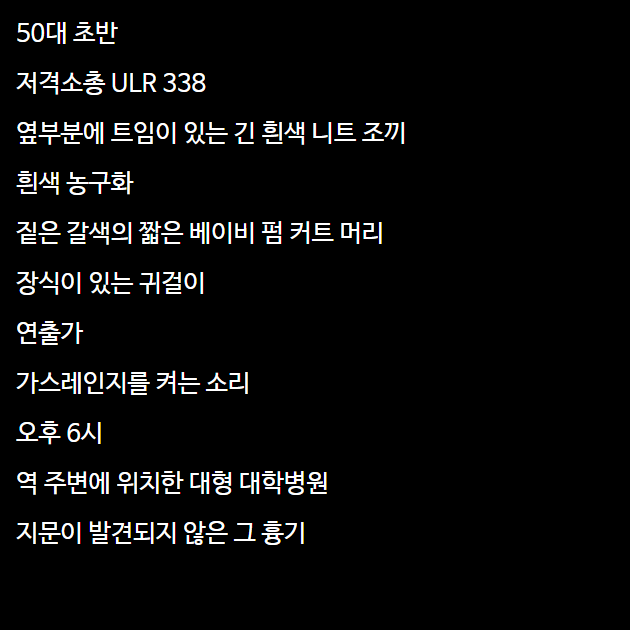 50대 초반
저격소총 ULR 338
옆부분에 트임이 있는 긴 흰색 니트 조끼
흰색 농구화
짙은 갈색의 짧은 베이비 펌 커트 머리
장식이 있는 귀걸이
연출가
가스레인지를 켜는 소리
오후 6시
역 주변에 위치한 대형 대학병원
지문이 발견되지 않은 그 흉기